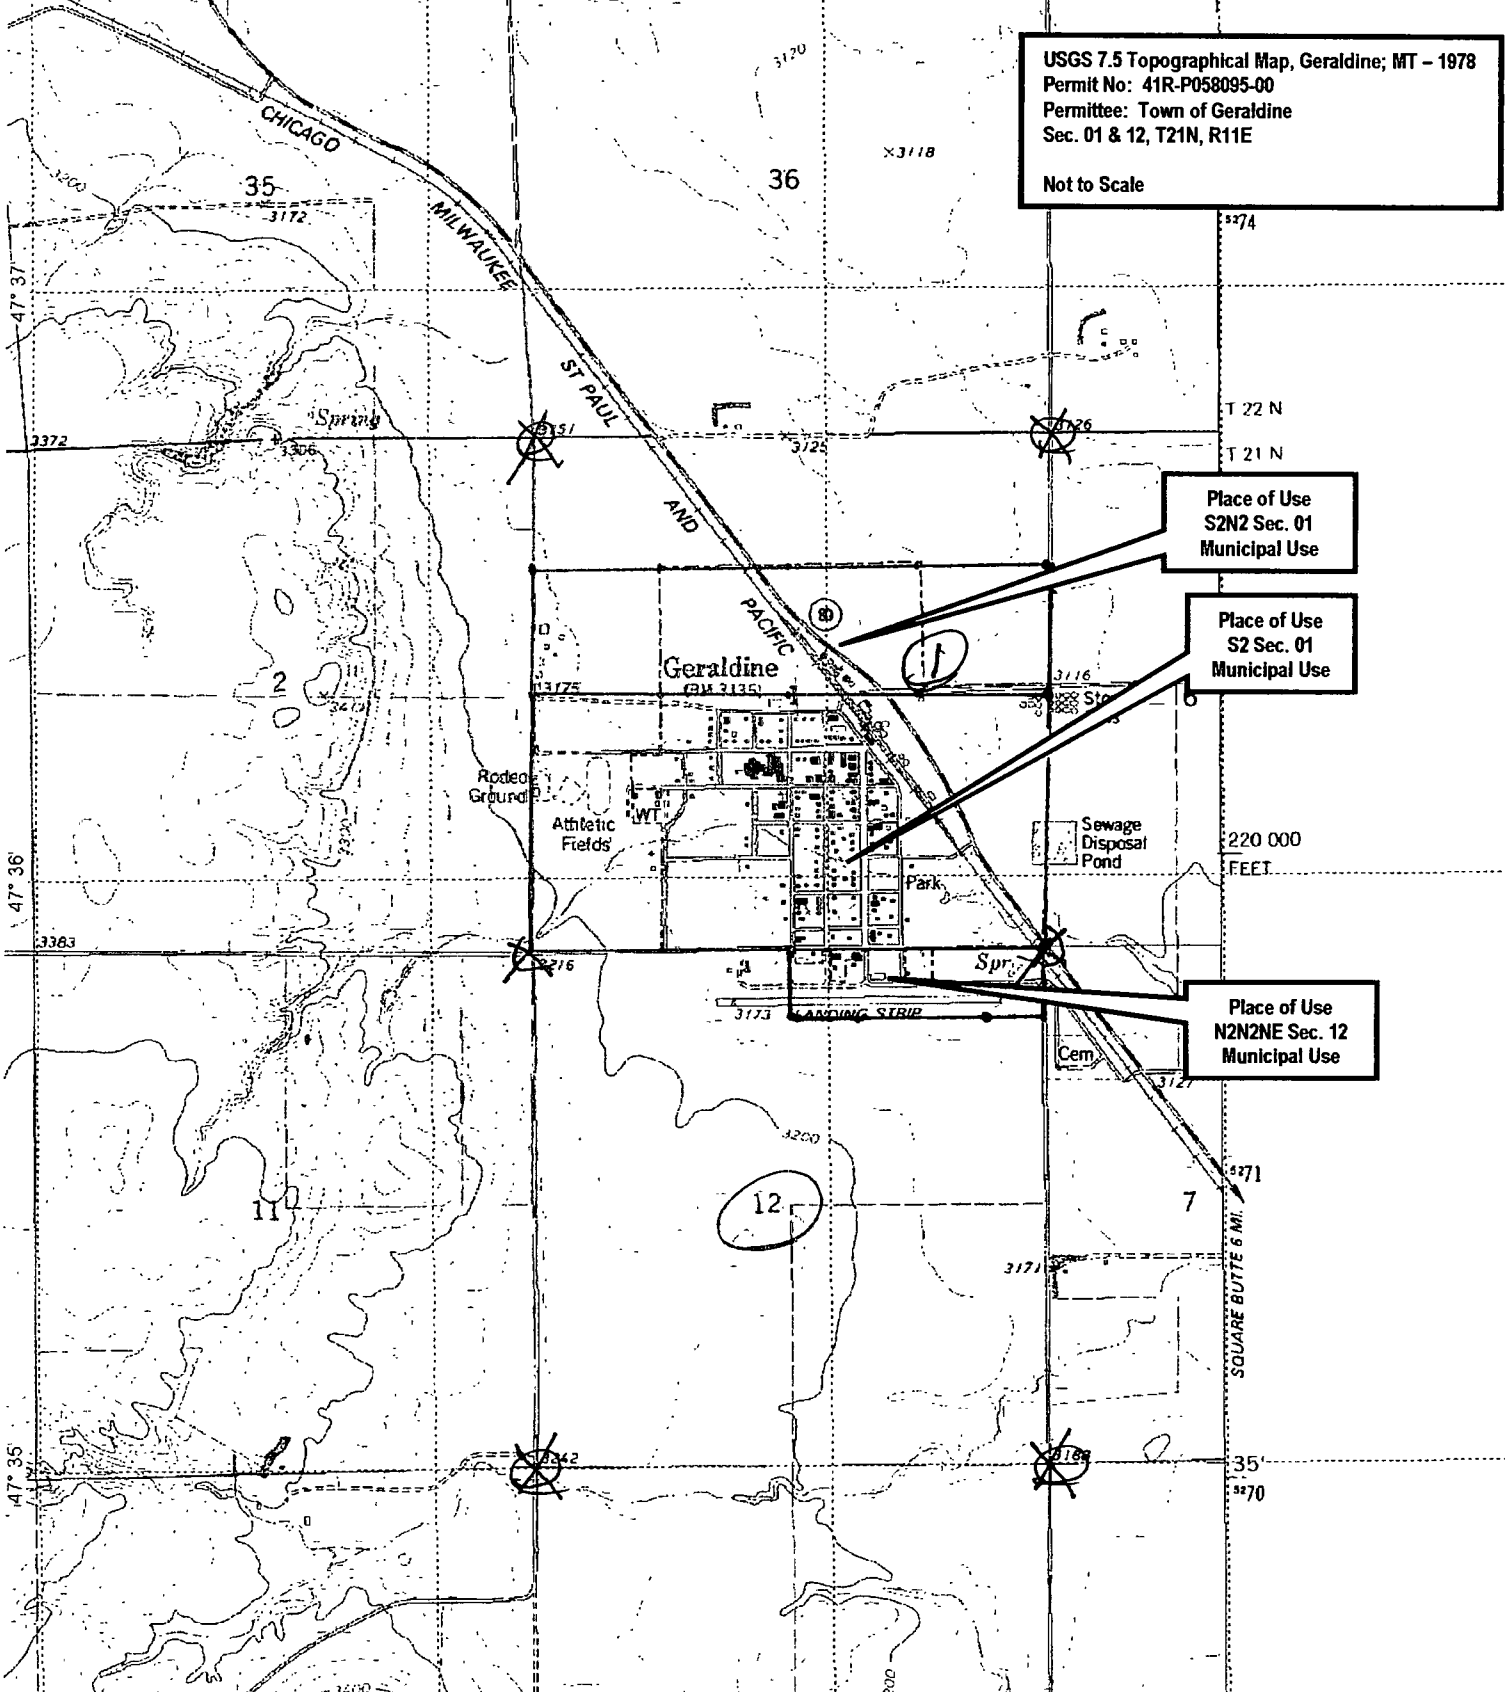 USGS 7.5 Topographical Map, Geraldine; MT – 1978
Permit No: 41R-P058095-00
Permittee: Town of Geraldine
Sec. 01 & 12, T21N, R11E
Not to Scale
3120
CHICAGO
×3118
3200
35
36
3172
MILWAUKEE
5274
47° 37'
ST PAUL
T 22 N
Spring
3372
3306
3151
3125
3126
T 21 N
Place of Use
S2N2 Sec. 01
Municipal Use
AND
PACIFIC
80
Place of Use
S2 Sec. 01
Municipal Use
1
Geraldine
(BM 3135)
3116
2
3175
6
Rodeo
Ground
WT
Athletic
Fields
Sewage
Disposal
Pond
220 000
FEET
47° 36'
Park
3383
3216
Spr
Place of Use
N2N2NE Sec. 12
Municipal Use
3173
LANDING STRIP
Cem
3127
3200
5271
11
12
7
3171
SQUARE BUTTE 6 MI.
47° 35'
3242
3188
35'
5270